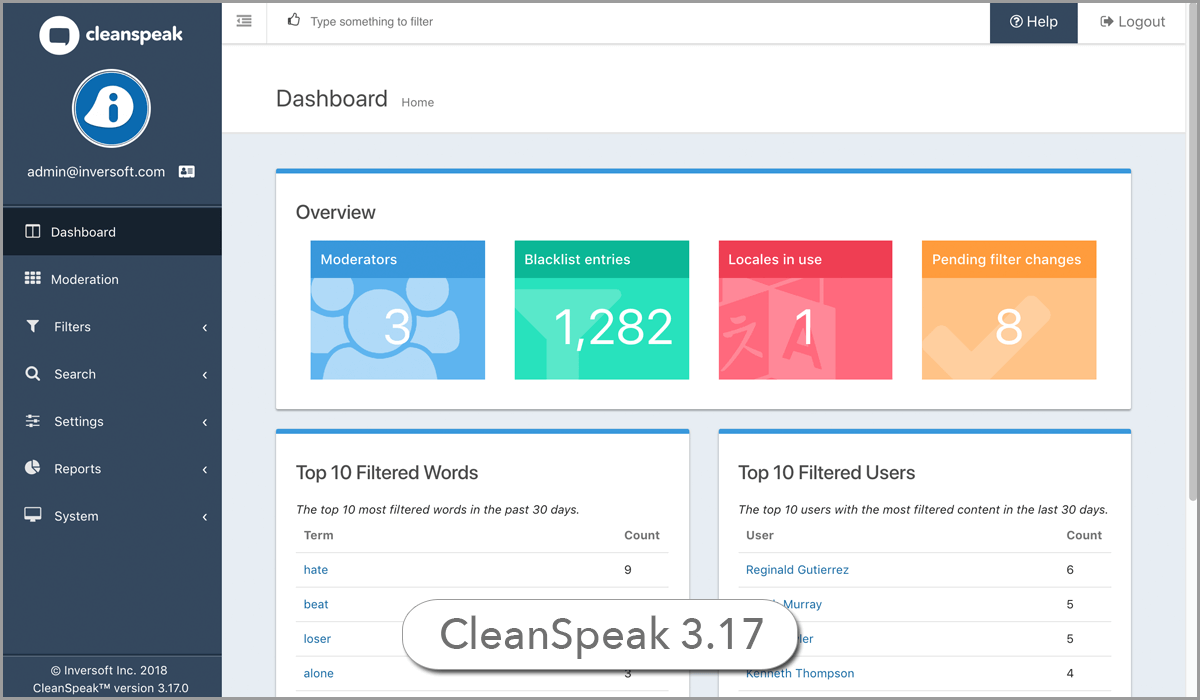 cleanspeak
Type something to filter
Help
Logout
admin@inversoft.com
Dashboard Home
Dashboard
Moderation
Filters
Search
Settings
Reports
System
© Inversoft Inc. 2018
CleanSpeak™ version 3.17.0
Overview
Moderators
3
Blacklist entries
1,282
Locales in use
1
Pending filter changes
8
Top 10 Filtered Words
The top 10 most filtered words in the past 30 days.
Term Count
hate 9
beat
loser
alone 3
Top 10 Filtered Users
The top 10 users with the most filtered content in the last 30 days.
User Count
Reginald Gutierrez 6
Murray 5
5
Kenneth Thompson 4
CleanSpeak 3.17